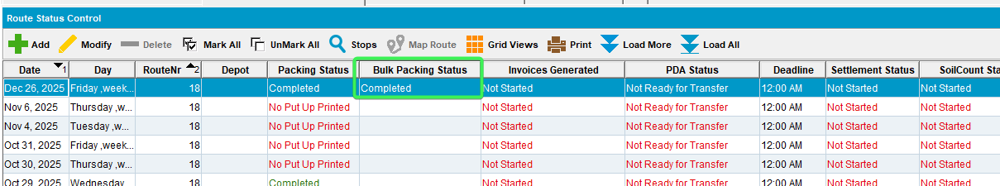 Route Status Control
Add Modify Delete Mark All UnMark All Stops Map Route Grid Views Print Load More Load All
Date 1 Day RouteNr 2 Depot Packing Status Bulk Packing Status Invoices Generated PDA Status Deadline Settlement Status SoilCount Sta
Dec 26, 2025 Friday ,week... 18 Completed Completed Not Started Not Ready for Transfer 12:00 AM Not Started Not Started
Nov 6, 2025 Thursday ,w... 18 No Put Up Printed Not Started Not Ready for Transfer 12:00 AM Not Started Not Started
Nov 4, 2025 Tuesday ,w... 18 No Put Up Printed Not Started Not Ready for Transfer 12:00 AM Not Started Not Started
Oct 31, 2025 Friday ,week... 18 No Put Up Printed Not Started Not Ready for Transfer 12:00 AM Not Started Not Started
Oct 30, 2025 Thursday ,w... 18 No Put Up Printed Not Started Not Ready for Transfer 12:00 AM Not Started Not Started
Oct 29, 2025 Wednesday 18 Completed Not Started Not Ready for Transfer 12:00 AM Not Started Not Started